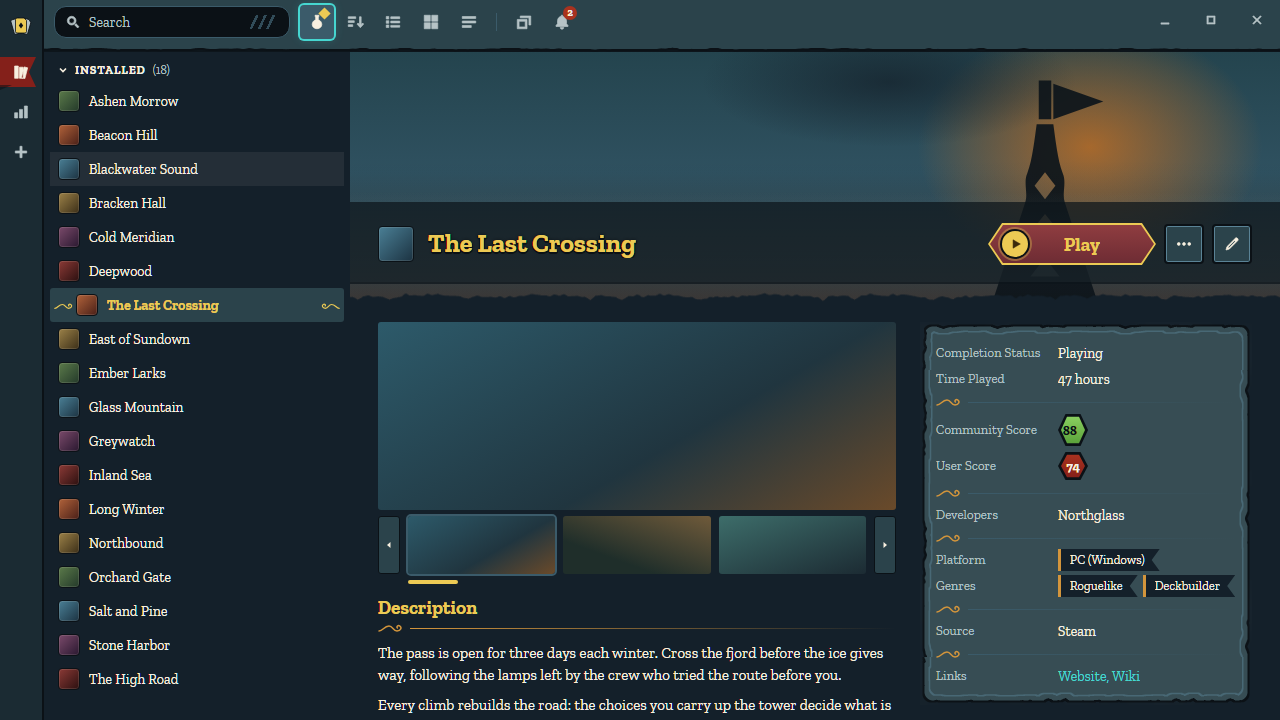 Search
2
INSTALLED (18)
Ashen Morrow
Beacon Hill
Blackwater Sound
Bracken Hall
Cold Meridian
Deepwood
The Last Crossing
East of Sundown
Ember Larks
Glass Mountain
Greywatch
Inland Sea
Long Winter
Northbound
Orchard Gate
Salt and Pine
Stone Harbor
The High Road
The Last Crossing
Play
Description
The pass is open for three days each winter. Cross the fjord before the ice gives
way, following the lamps left by the crew who tried the route before you.
Every climb rebuilds the road: the choices you carry up the tower decide what is
Completion Status Playing
Time Played 47 hours
Community Score 88
User Score 74
Developers Northglass
Platform PC (Windows)
Genres Roguelike Deckbuilder
Source Steam
Links Website, Wiki